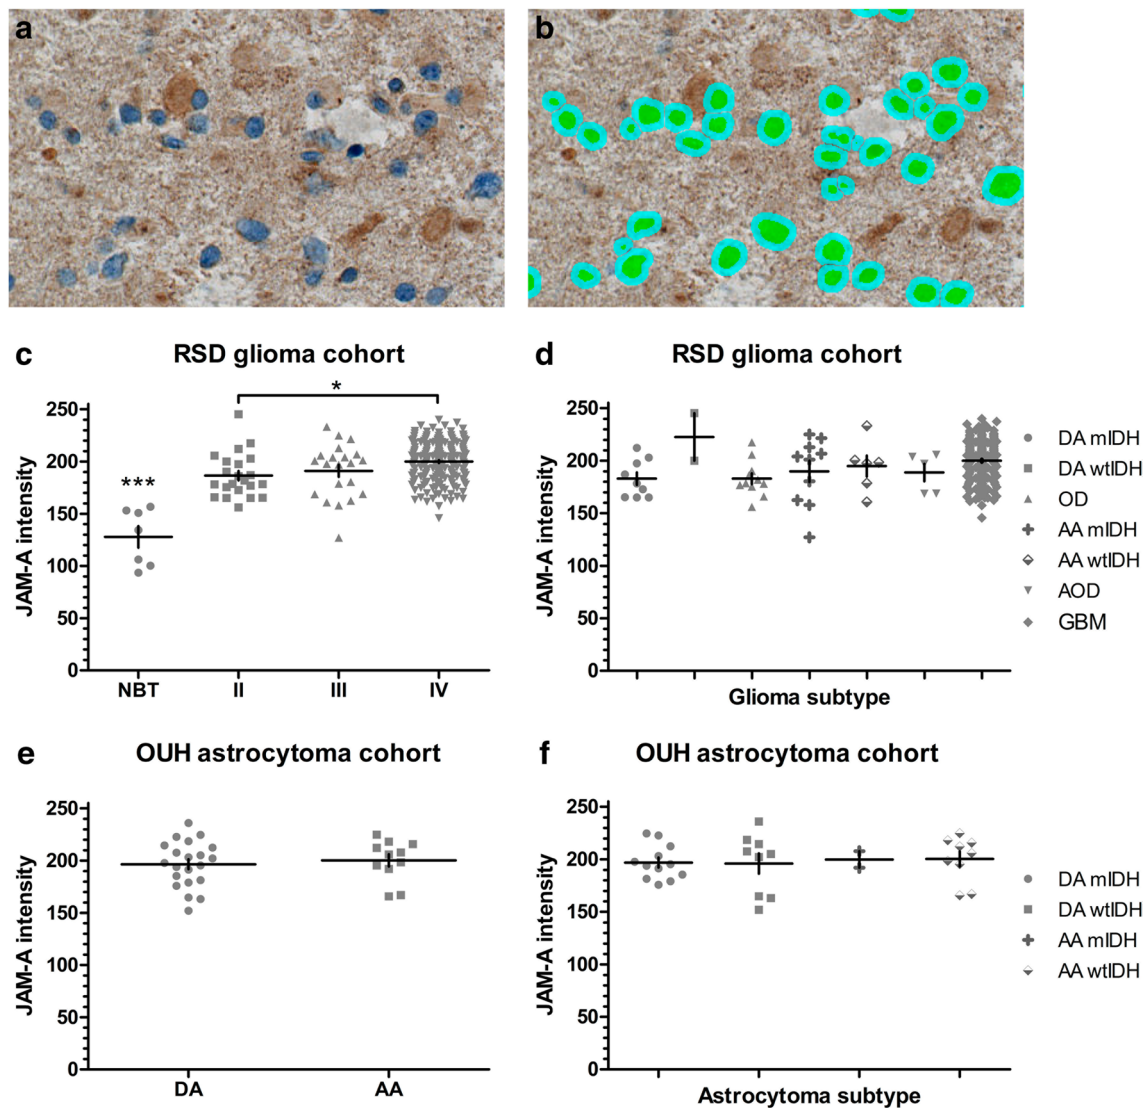 a
b
c
RSD glioma cohort
JAM-A intensity
250
200
150
100
50
0
***
*
NBT
II
III
IV
d
RSD glioma cohort
JAM-A intensity
250
200
150
100
50
0
Glioma subtype
DA mIDH
DA wtIDH
OD
AA mIDH
AA wtIDH
AOD
GBM
e
OUH astrocytoma cohort
JAM-A intensity
250
200
150
100
50
0
DA
AA
f
OUH astrocytoma cohort
JAM-A intensity
250
200
150
100
50
0
Astrocytoma subtype
DA mIDH
DA wtIDH
AA mIDH
AA wtIDH